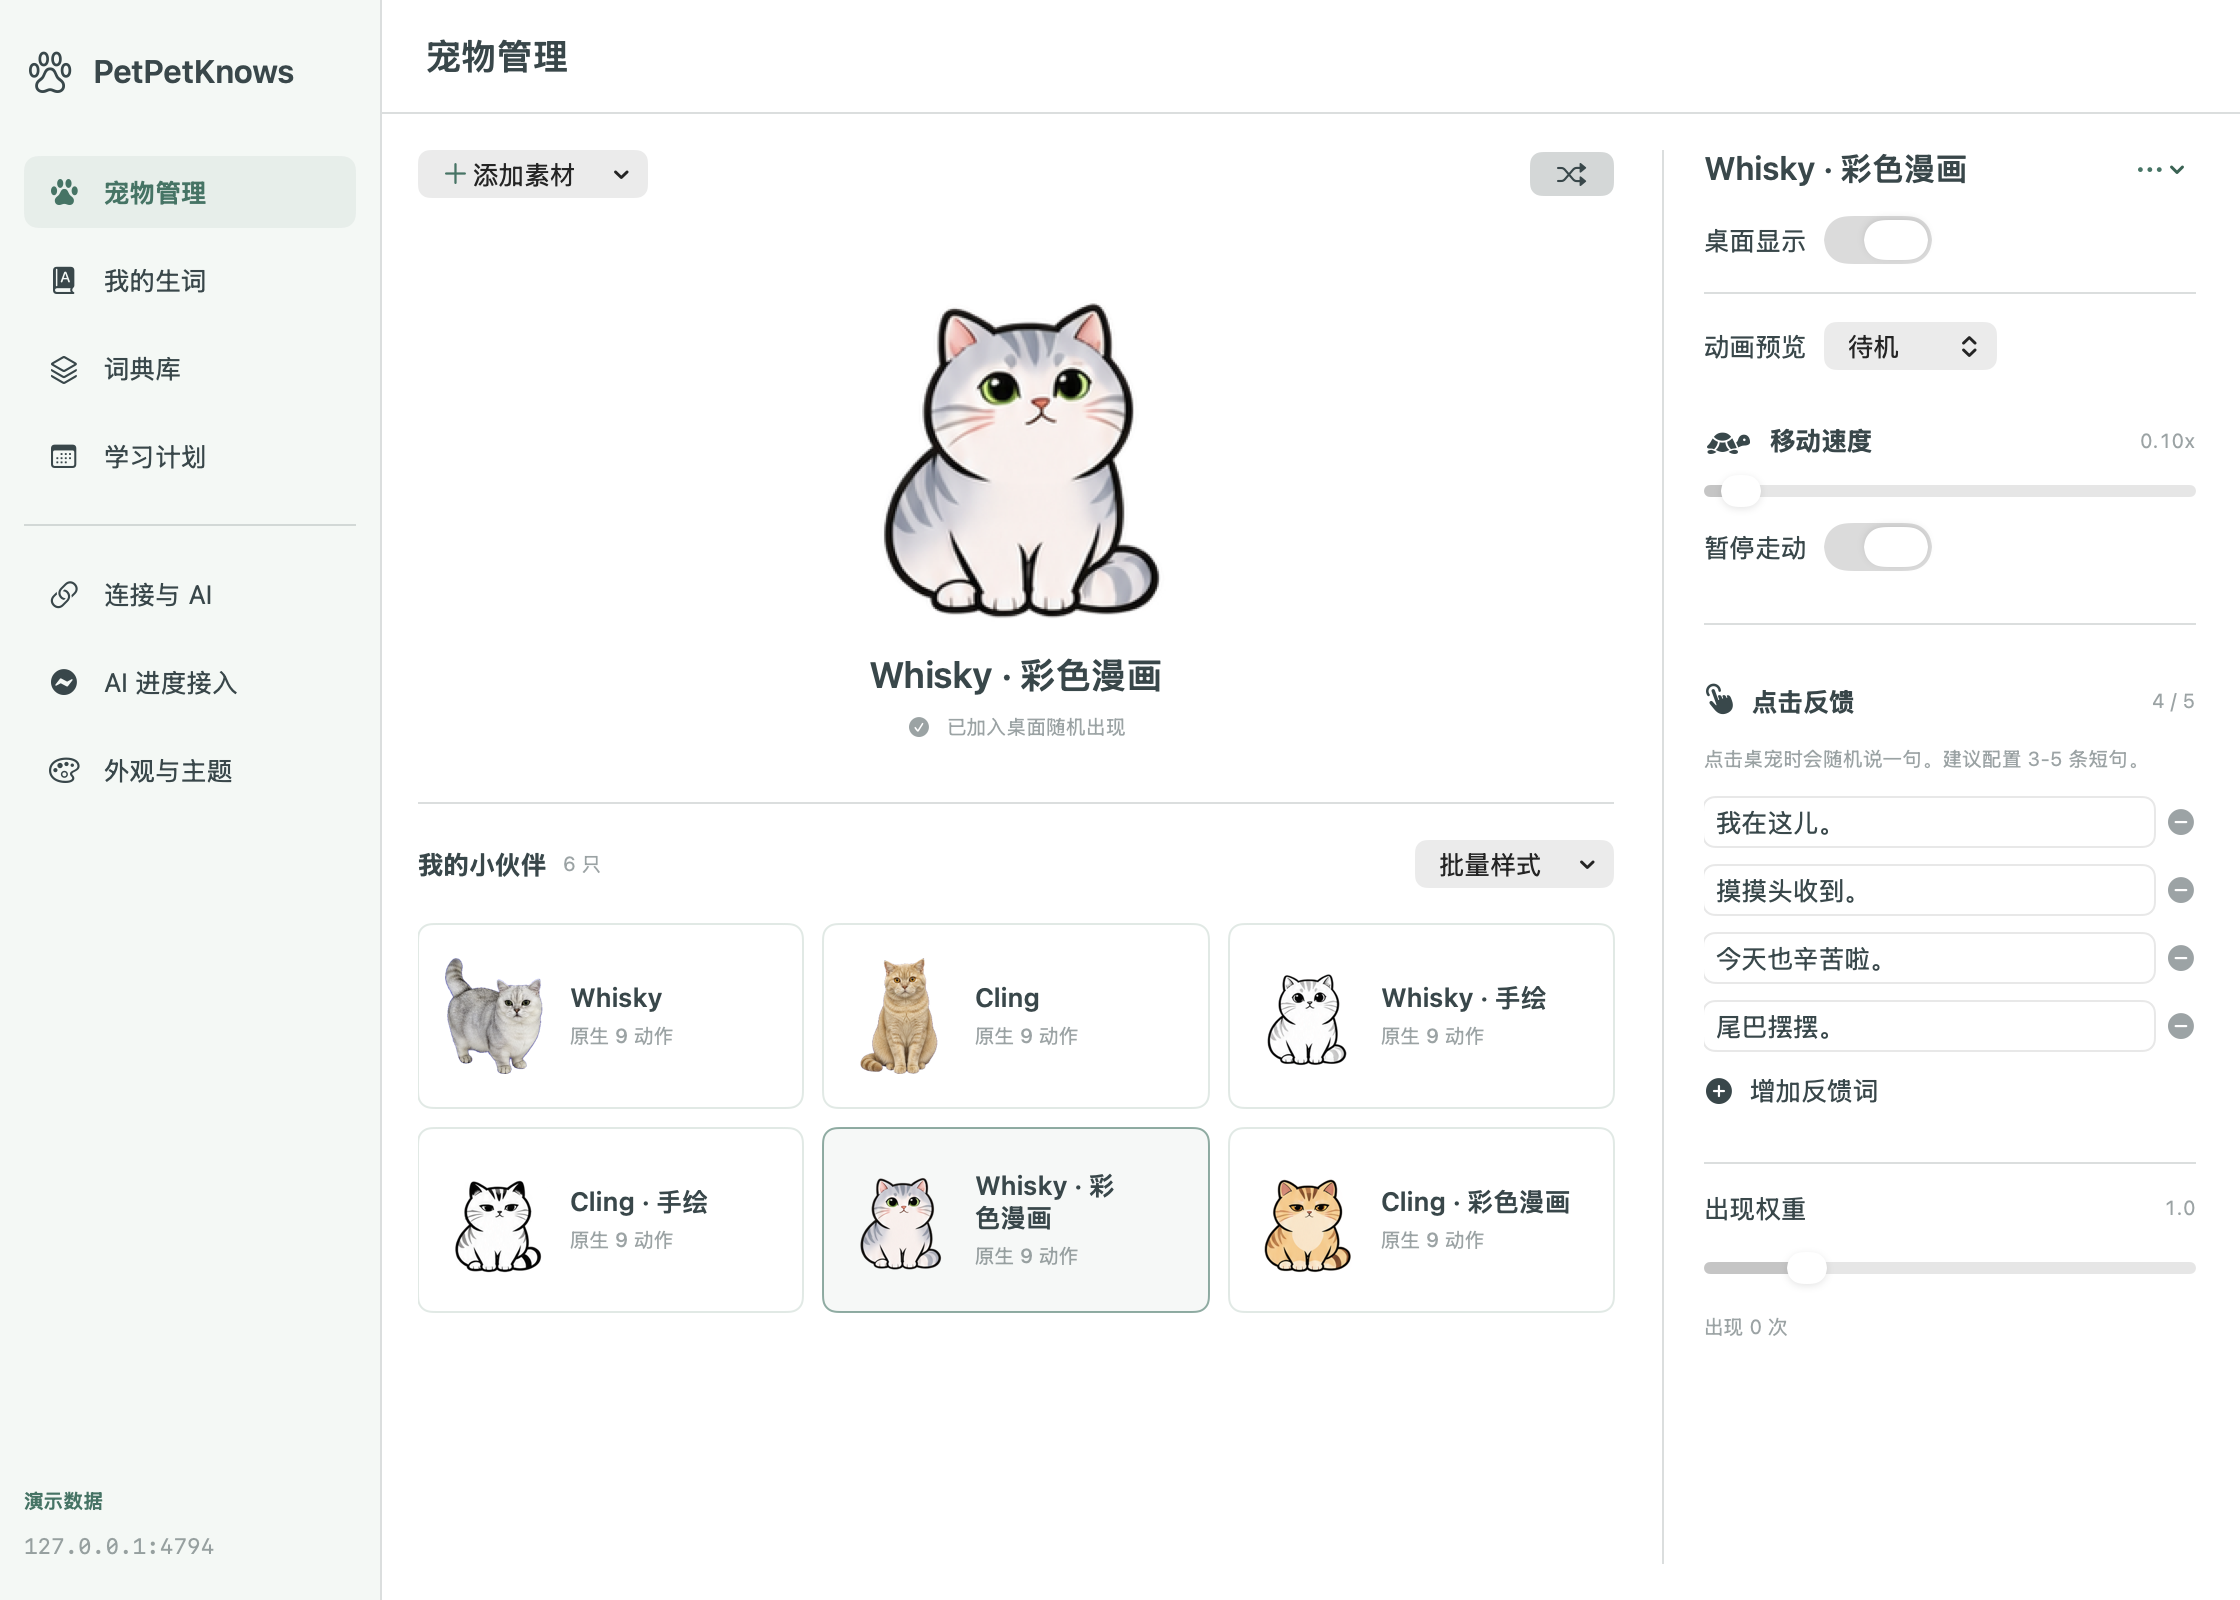 PetPetKnows
宠物管理
我的生词
词典库
学习计划
连接与 AI
AI 进度接入
外观与主题
演示数据
127.0.0.1:4794
宠物管理
添加素材
Whisky · 彩色漫画
已加入桌面随机出现
我的小伙伴 6 只
批量样式
Whisky
原生 9 动作
Cling
原生 9 动作
Whisky · 手绘
原生 9 动作
Cling · 手绘
原生 9 动作
Whisky · 彩
色漫画
原生 9 动作
Cling · 彩色漫画
原生 9 动作
Whisky · 彩色漫画
桌面显示
动画预览 待机
移动速度 0.10x
暂停走动
点击反馈 4 / 5
点击桌宠时会随机说一句。建议配置 3-5 条短句。
我在这儿。
摸摸头收到。
今天也辛苦啦。
尾巴摆摆。
增加反馈词
出现权重 1.0
出现 0 次